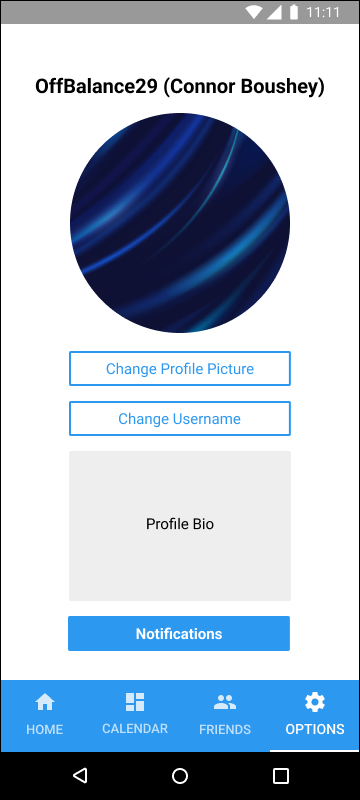 11:11
OffBalance29 (Connor Boushey)
Change Profile Picture
Change Username
Profile Bio
Notifications
HOME CALENDAR FRIENDS OPTIONS